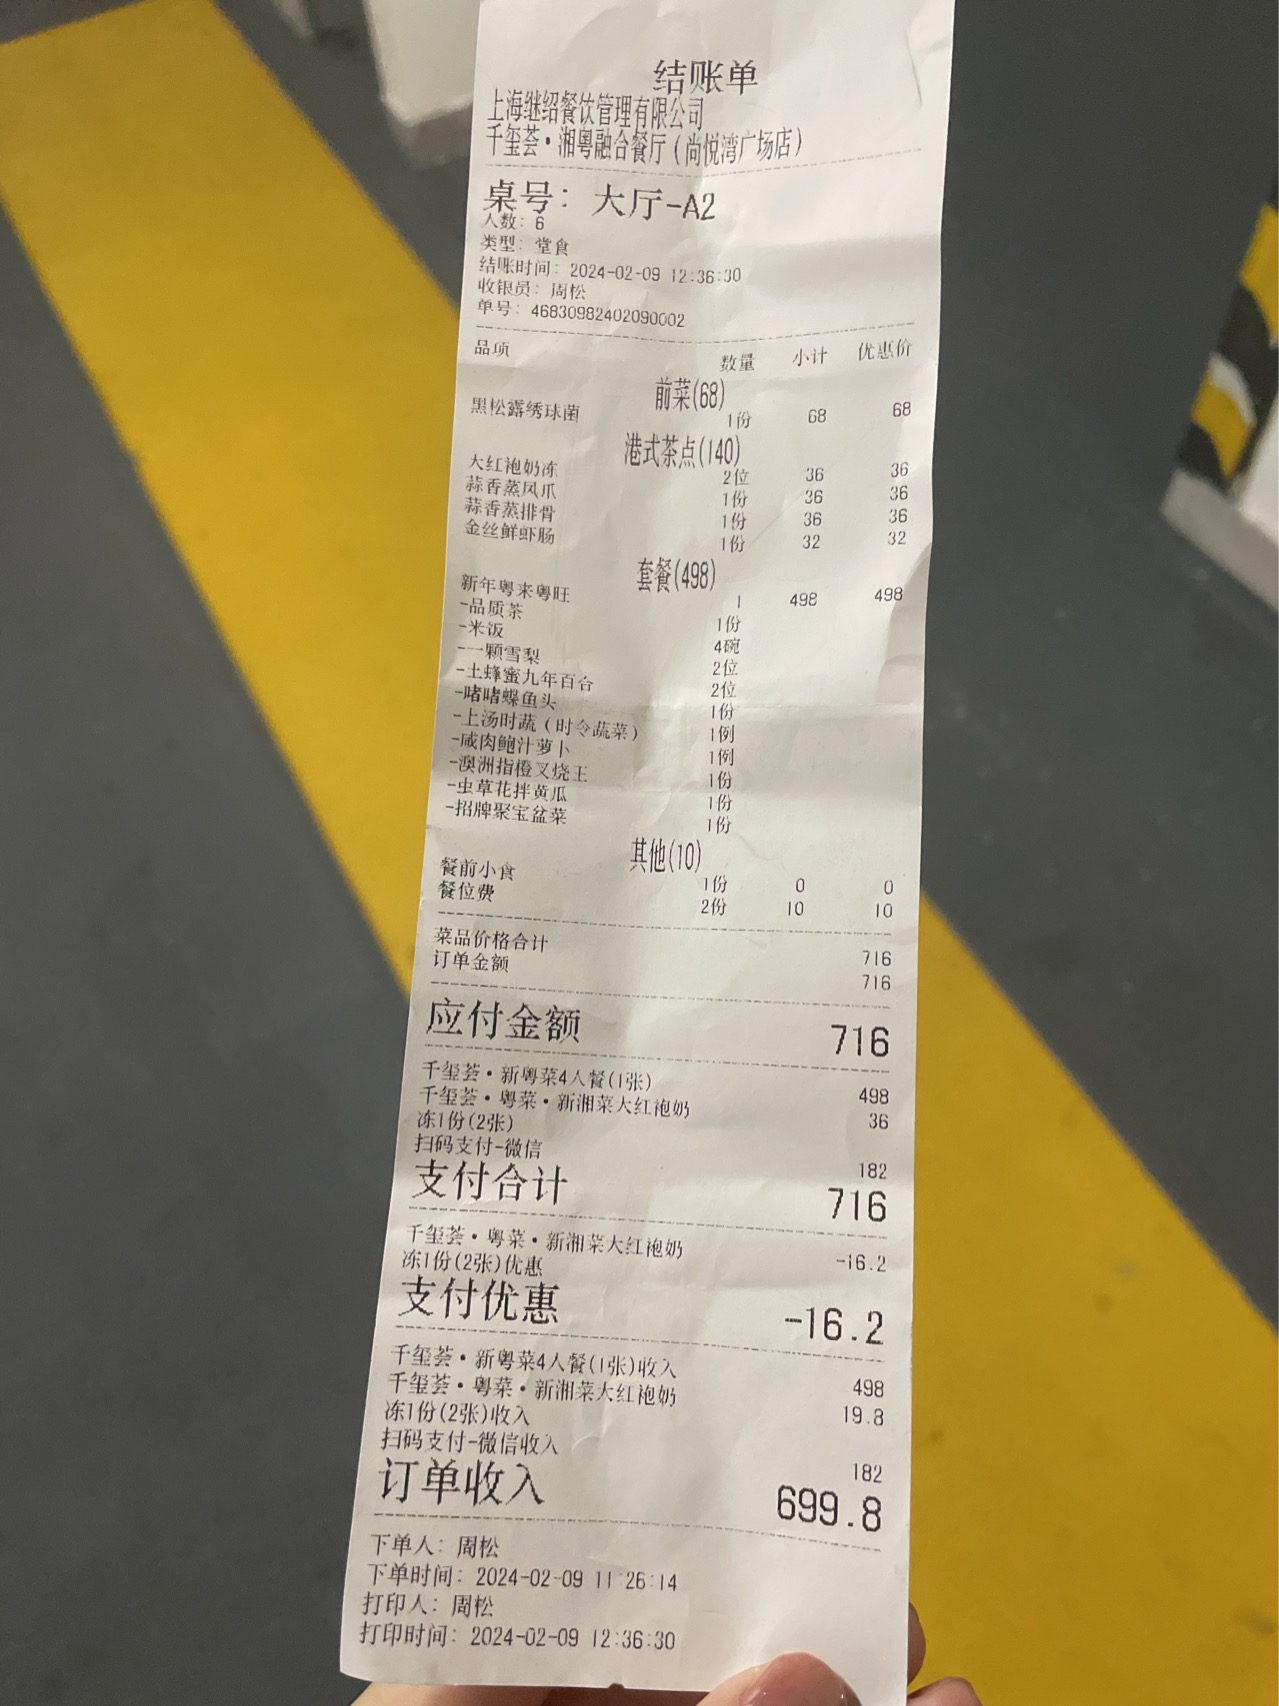 结账单
上海继绍餐饮管理有限公司
千玺荟·湘粤融合餐厅(尚悦湾广场店)
桌号: 大厅-A2
人数: 6
类型: 堂食
结账时间: 2024-02-09 12:36:30
收银员: 周松
单号: 46830982402090002
品项 数量 小计 优惠价
前菜(68)
黑松露绣球菌 1份 68 68
港式茶点(140)
大红袍奶冻 2位 36 36
蒜香蒸凤爪 1份 36 36
蒜香蒸排骨 1份 36 36
金丝鲜虾肠 1份 32 32
套餐(498)
新年粤来粤旺 1 498 498
-品质茶 1份
-米饭 4碗
-一颗雪梨 2位
-土蜂蜜九年百合 2位
-啫啫蝶鱼头 1份
-上汤时蔬(时令蔬菜) 1例
-咸肉鲍汁萝卜 1例
-澳洲指橙叉烧王 1份
-虫草花拌黄瓜 1份
-招牌聚宝盆菜 1份
其他(10)
餐前小食 1份 0 0
餐位费 2份 10 10
菜品价格合计 716
订单金额 716
应付金额 716
千玺荟·新粤菜4人餐(1张) 498
千玺荟·粤菜·新湘菜大红袍奶 36
冻1份(2张)
扫码支付-微信 182
支付合计 716
千玺荟·粤菜·新湘菜大红袍奶 -16.2
冻1份(2张)优惠
支付优惠 -16.2
千玺荟·新粤菜4人餐(1张)收入 498
千玺荟·粤菜·新湘菜大红袍奶 19.8
冻1份(2张)收入
扫码支付-微信收入 182
订单收入 699.8
下单人: 周松
下单时间: 2024-02-09 11:26:14
打印人: 周松
打印时间: 2024-02-09 12:36:30